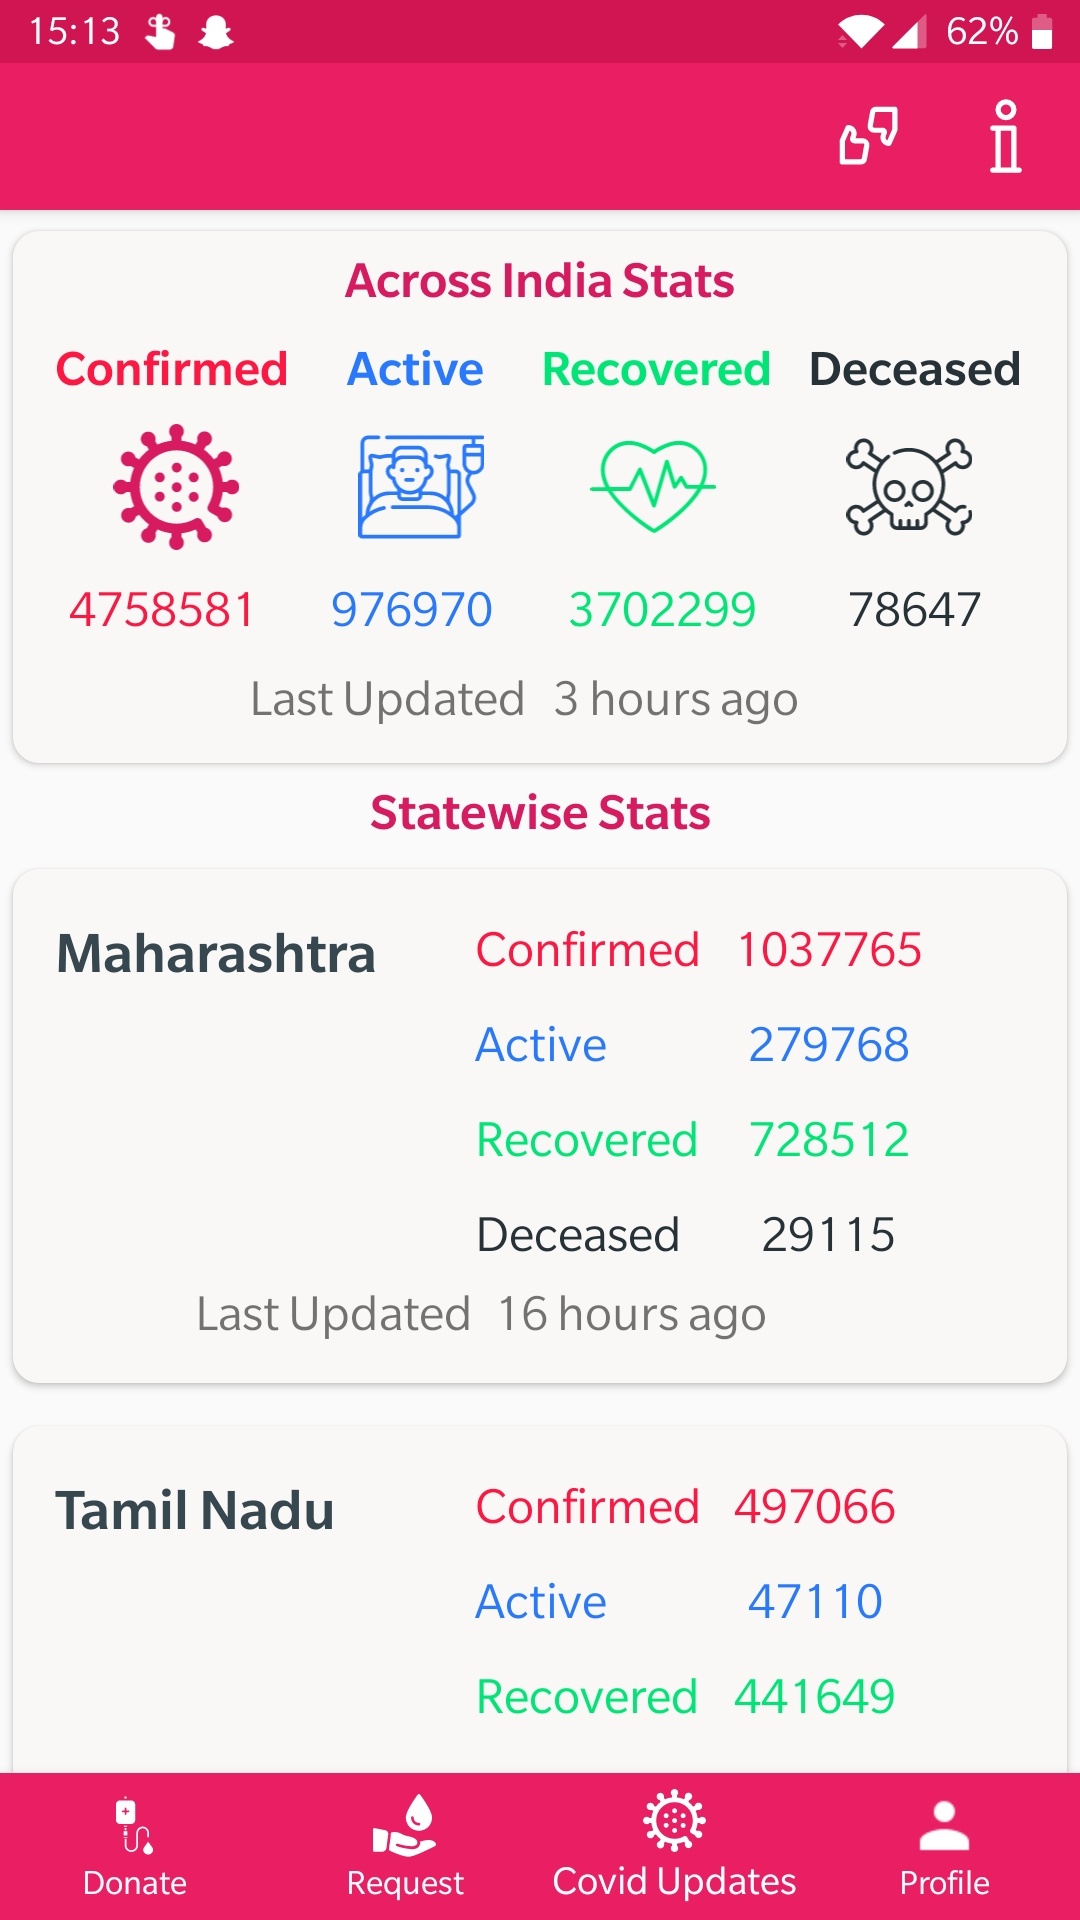 15:13 62%
Across India Stats
Confirmed Active Recovered Deceased
4758581 976970 3702299 78647
Last Updated 3 hours ago
Statewise Stats
Maharashtra Confirmed 1037765
Active 279768
Recovered 728512
Deceased 29115
Last Updated 16 hours ago
Tamil Nadu Confirmed 497066
Active 47110
Recovered 441649
Donate Request Covid Updates Profile